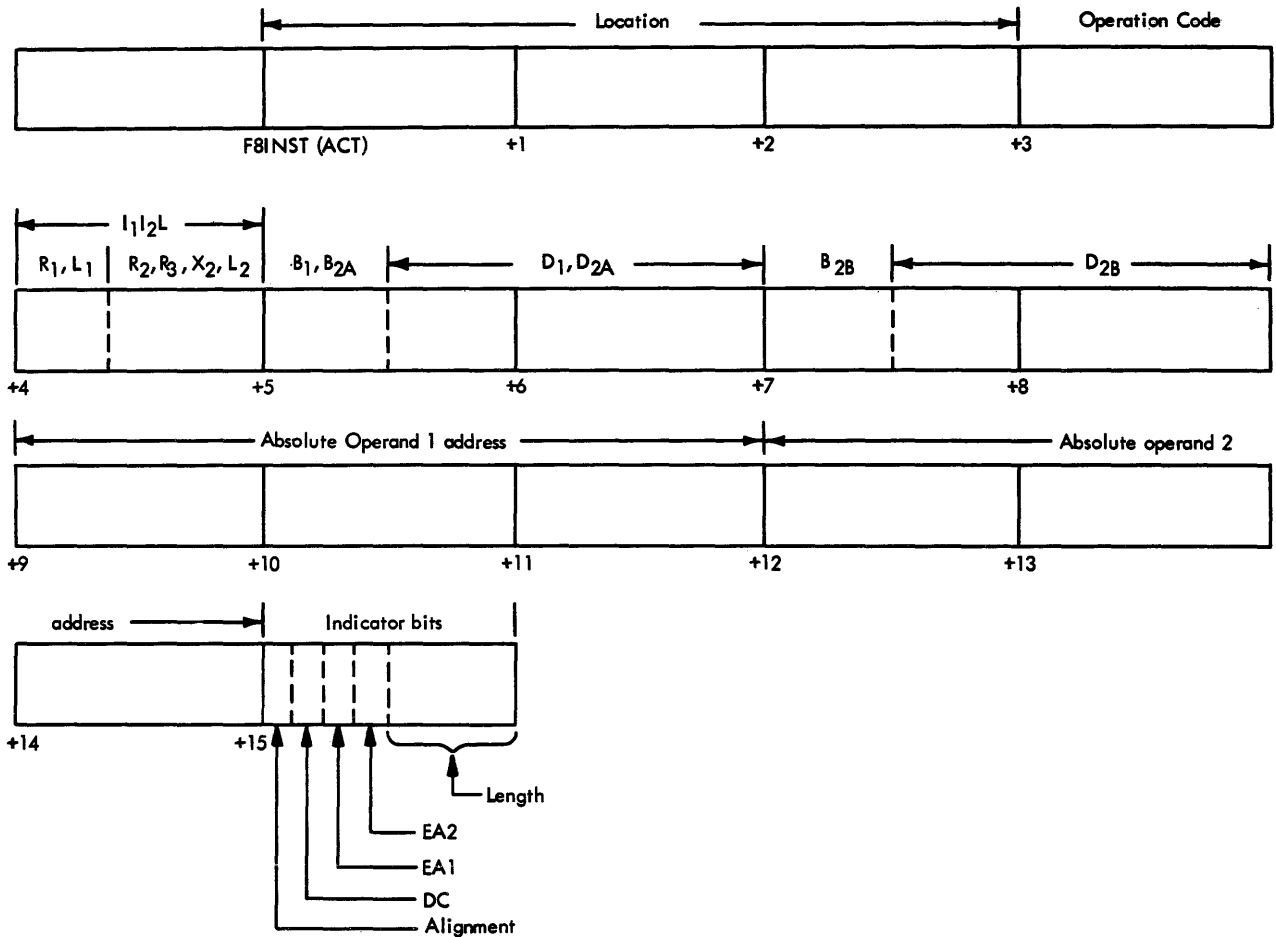 Location Operation Code
F8INST (ACT) +1 +2 +3
I₁I₂L
R₁, L₁ R₂, R₃, X₂, L₂ B₁, B₂A D₁, D₂A B₂B D₂B
+4 +5 +6 +7 +8
Absolute Operand 1 address Absolute operand 2
+9 +10 +11 +12 +13
address Indicator bits
+14 +15
Length
EA2
EA1
DC
Alignment